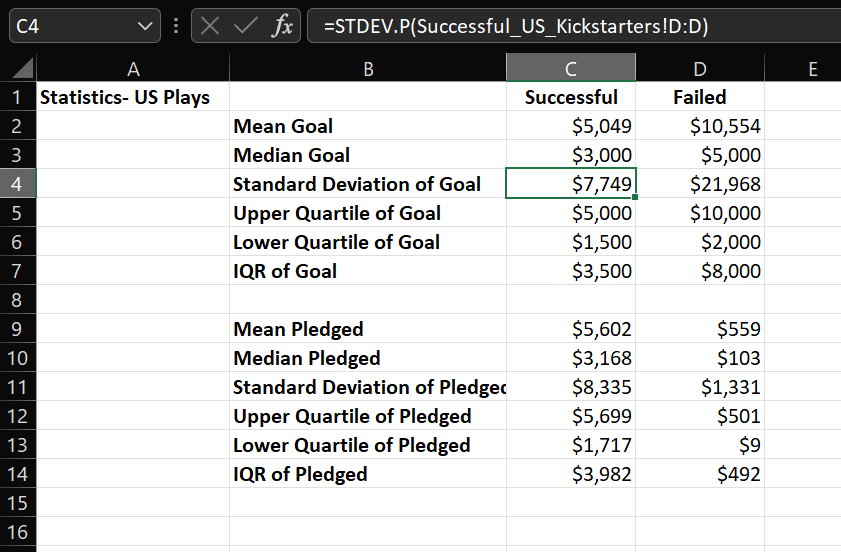 C4 fx =STDEV.P(Successful_US_Kickstarters!D:D)
A B C D E
1 Statistics- US Plays Successful Failed
2 Mean Goal $5,049 $10,554
3 Median Goal $3,000 $5,000
4 Standard Deviation of Goal $7,749 $21,968
5 Upper Quartile of Goal $5,000 $10,000
6 Lower Quartile of Goal $1,500 $2,000
7 IQR of Goal $3,500 $8,000
8
9 Mean Pledged $5,602 $559
10 Median Pledged $3,168 $103
11 Standard Deviation of Pledged $8,335 $1,331
12 Upper Quartile of Pledged $5,699 $501
13 Lower Quartile of Pledged $1,717 $9
14 IQR of Pledged $3,982 $492
15
16